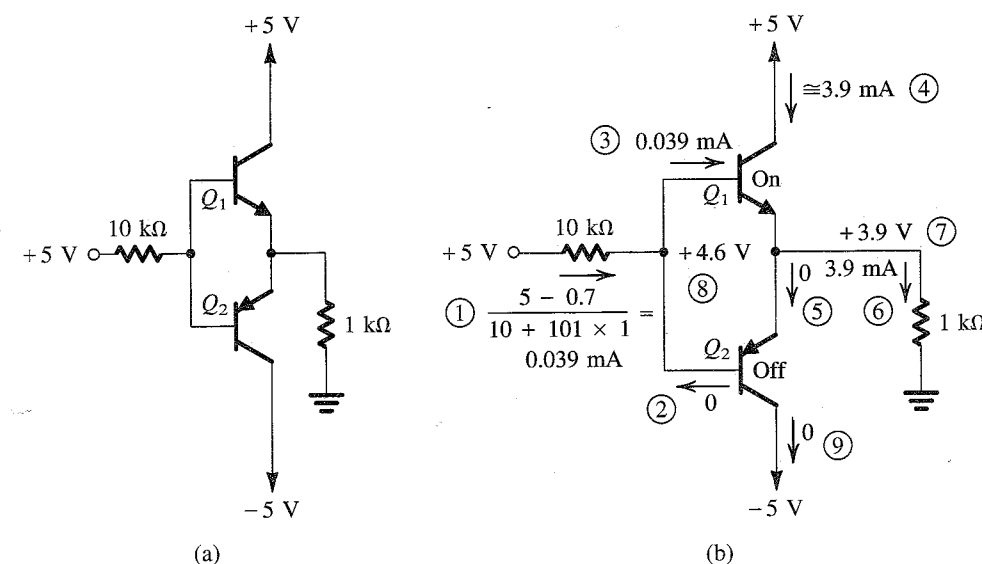 +5 V
Q1
10 kΩ
+5 V
Q2
1 kΩ
−5 V
(a)
+5 V
≅3.9 mA ④
③ 0.039 mA
On
Q1
10 kΩ
+5 V
+4.6 V
⑧
+3.9 V ⑦
① 5 − 0.7
10 + 101 × 1 =
0.039 mA
0
⑤
3.9 mA
⑥
1 kΩ
Q2
Off
②
0
0
⑨
−5 V
(b)